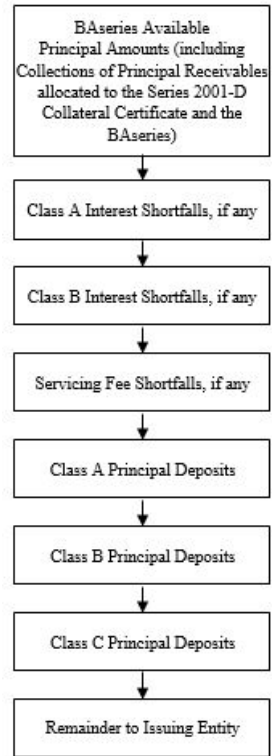 BAseries Available
Principal Amounts (including
Collections of Principal Receivables
allocated to the Series 2001-D
Collateral Certificate and the
BAseries)
Class A Interest Shortfalls, if any
Class B Interest Shortfalls, if any
Servicing Fee Shortfalls, if any
Class A Principal Deposits
Class B Principal Deposits
Class C Principal Deposits
Remainder to Issuing Entity